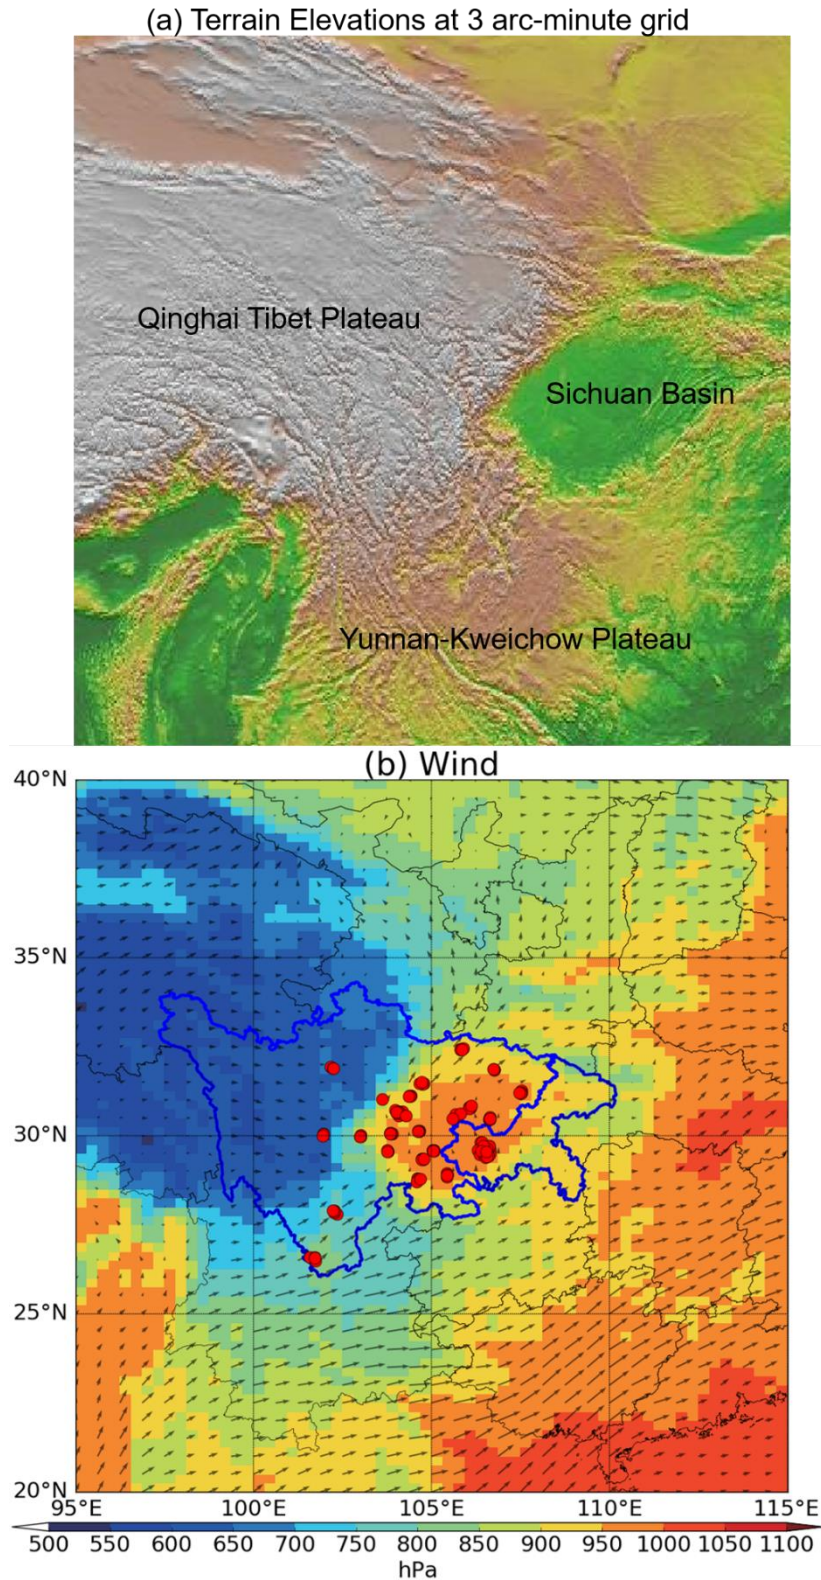 (a) Terrain Elevations at 3 arc-minute grid
Qinghai Tibet Plateau
Sichuan Basin
Yunnan-Kweichow Plateau
(b) Wind
40°N
35°N
30°N
25°N
20°N
95°E 100°E 105°E 110°E 115°E
500 550 600 650 700 750 800 850 900 950 1000 1050 1100
hPa